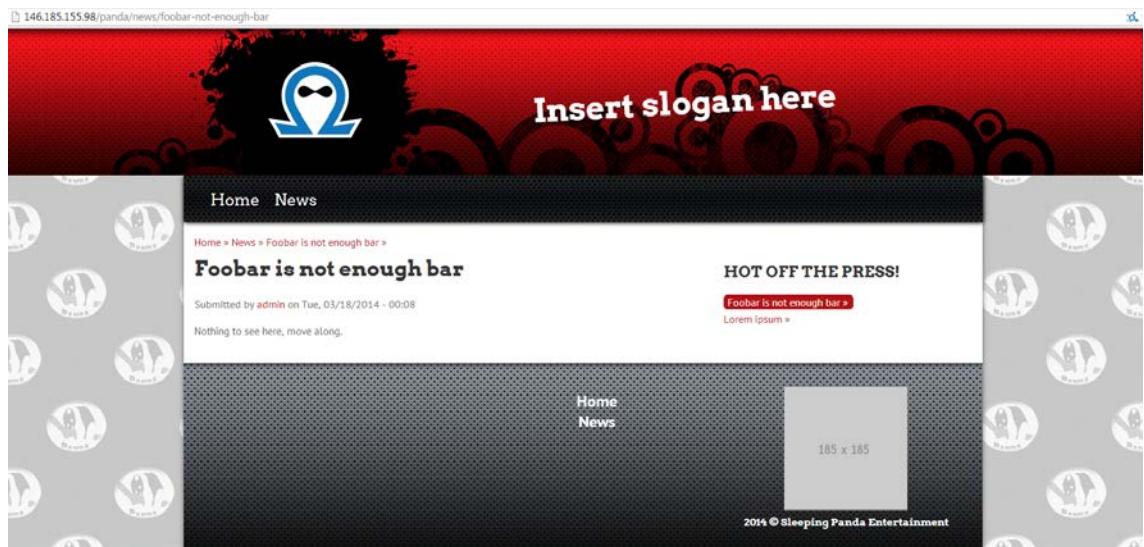 146.185.155.98/panda/news/foobar-not-enough-bar
Insert slogan here
Home News
Home » News » Foobar is not enough bar »
Foobar is not enough bar
Submitted by admin on Tue, 03/18/2014 - 00:08
Nothing to see here, move along.
HOT OFF THE PRESS!
Foobar is not enough bar »
Lorem ipsum »
Home
News
185 x 185
2014 © Sleeping Panda Entertainment